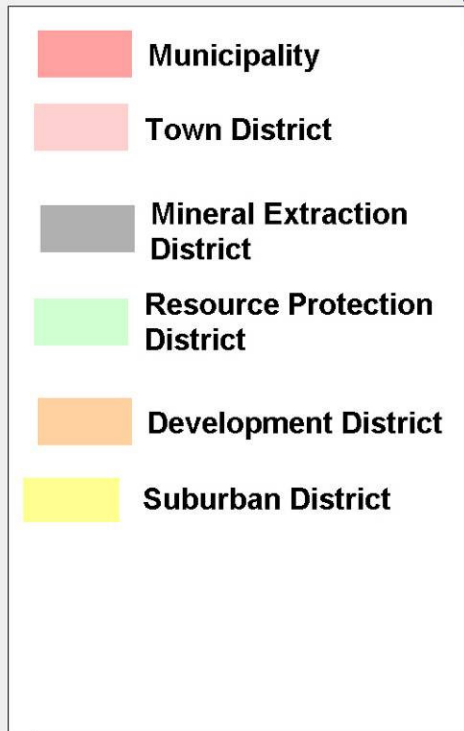 Municipality
Town District
Mineral Extraction
District
Resource Protection
District
Development District
Suburban District